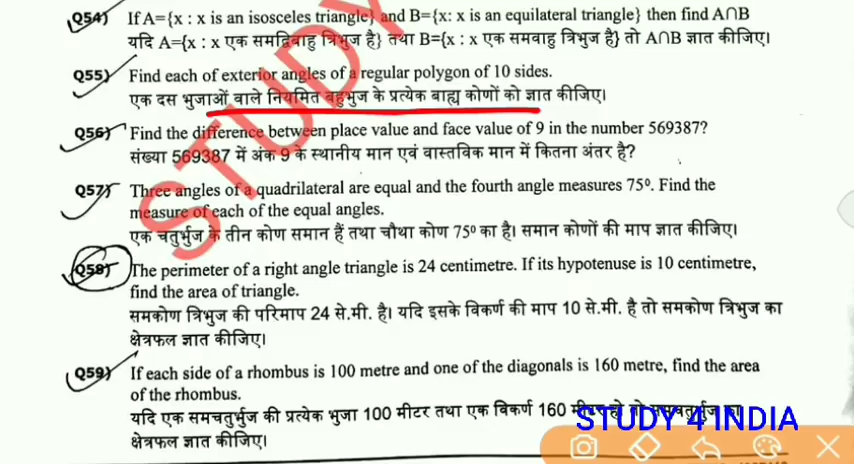 Q54) If A={x : x is an isosceles triangle} and B={x: x is an equilateral triangle} then find A∩B
यदि A={x : x एक समद्विबाहु त्रिभुज है} तथा B={x : x एक समबाहु त्रिभुज है} तो A∩B ज्ञात कीजिए।
Q55) Find each of exterior angles of a regular polygon of 10 sides.
एक दस भुजाओं वाले नियमित बहुभुज के प्रत्येक बाह्य कोणों को ज्ञात कीजिए।
Q56) Find the difference between place value and face value of 9 in the number 569387?
संख्या 569387 में अंक 9 के स्थानीय मान एवं वास्तविक मान में कितना अंतर है?
Q57) Three angles of a quadrilateral are equal and the fourth angle measures 75⁰. Find the
measure of each of the equal angles.
एक चतुर्भुज के तीन कोण समान हैं तथा चौथा कोण 75⁰ का है। समान कोणों की माप ज्ञात कीजिए।
Q58) The perimeter of a right angle triangle is 24 centimetre. If its hypotenuse is 10 centimetre,
find the area of triangle.
समकोण त्रिभुज की परिमाप 24 से.मी. है। यदि इसके विकर्ण की माप 10 से.मी. है तो समकोण त्रिभुज का
क्षेत्रफल ज्ञात कीजिए।
Q59) If each side of a rhombus is 100 metre and one of the diagonals is 160 metre, find the area
of the rhombus.
यदि एक समचतुर्भुज की प्रत्येक भुजा 100 मीटर तथा एक विकर्ण 160 मीटर हो तो समचतुर्भुज का
क्षेत्रफल ज्ञात कीजिए।
STUDY
STUDY 4 INDIA